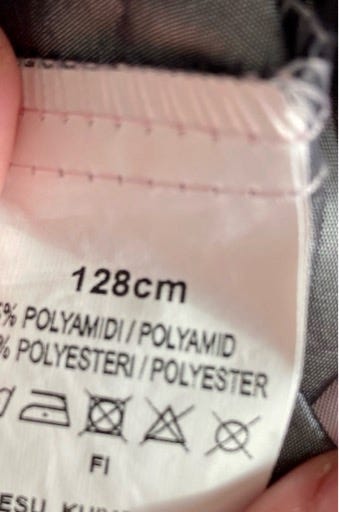 128cm
% POLYAMIDI / POLYAMID
% POLYESTERI / POLYESTER
FI